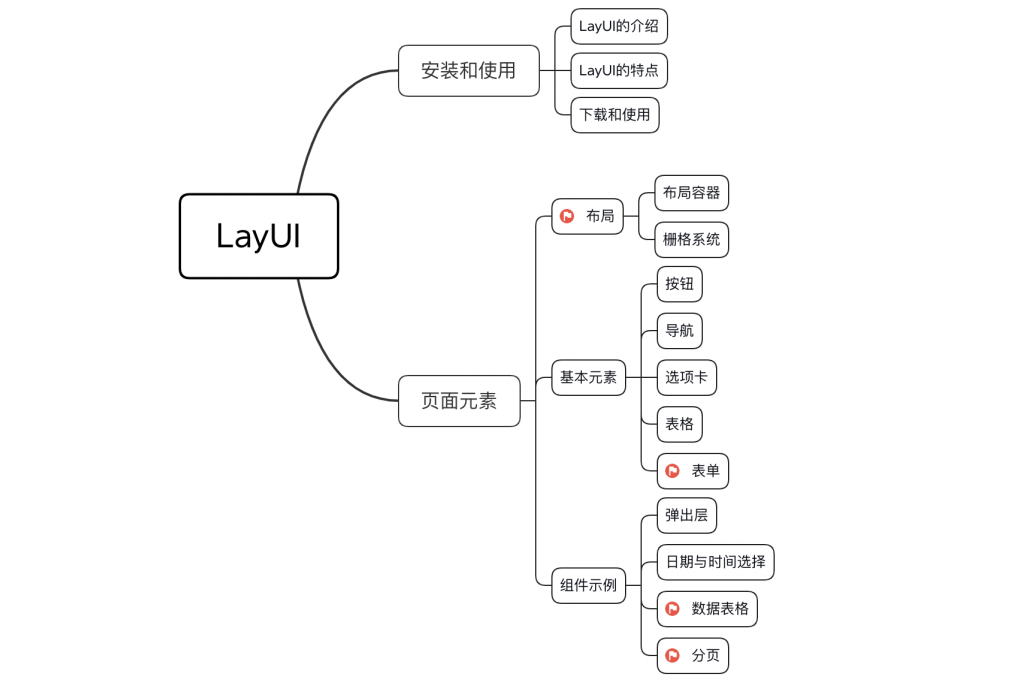 LayUI
安装和使用
LayUI的介绍
LayUI的特点
下载和使用
页面元素
布局
布局容器
栅格系统
基本元素
按钮
导航
选项卡
表格
表单
组件示例
弹出层
日期与时间选择
数据表格
分页